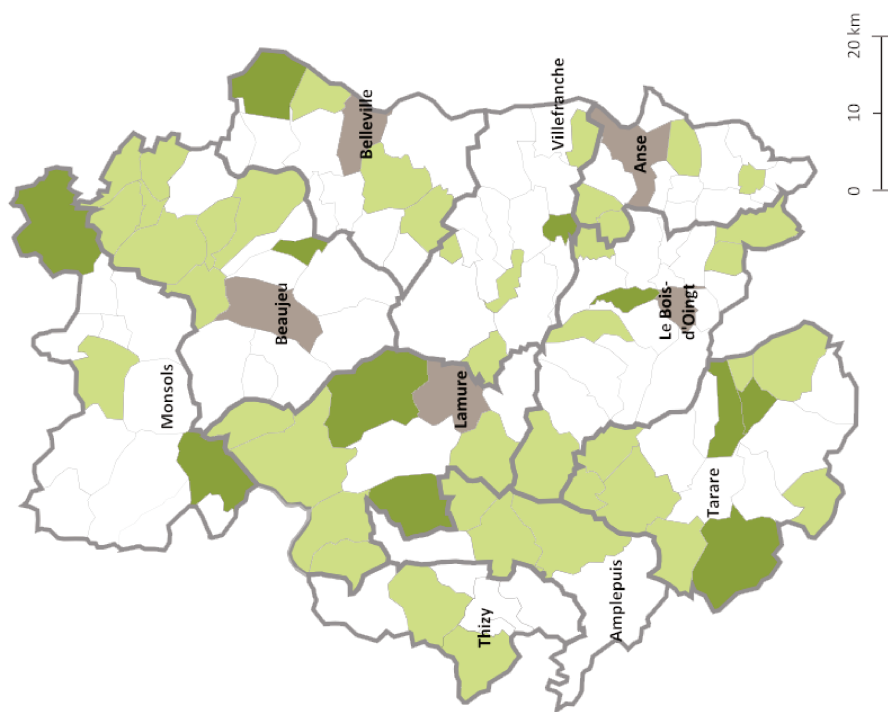 Monsols
Beaujeu
Belleville
Lamure
Thizy
Amplepuis
Tarare
Villefranche
Anse
Le Bois-
d'Oingt
0
10
20 km